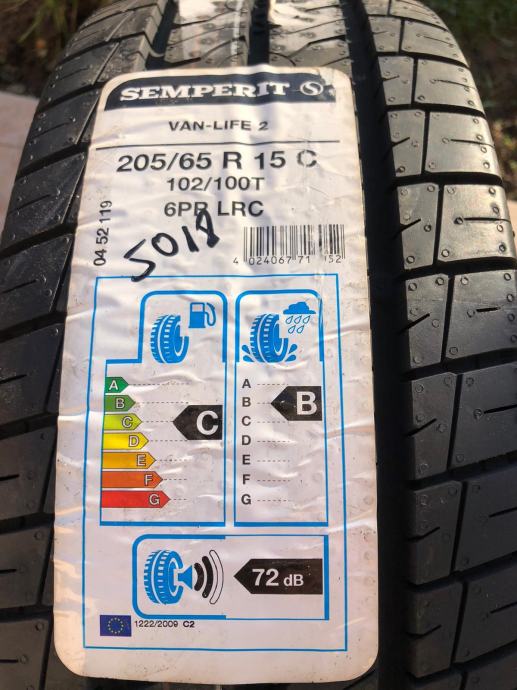 SEMPERIT
VAN-LIFE 2
205/65 R 15 C
102/100T
6PR LRC
04 52 119
5018
4 024067 71 152
A
B
C
D
E
F
G
C
A
B
C
D
E
F
G
B
72 dB
1222/2009 C2